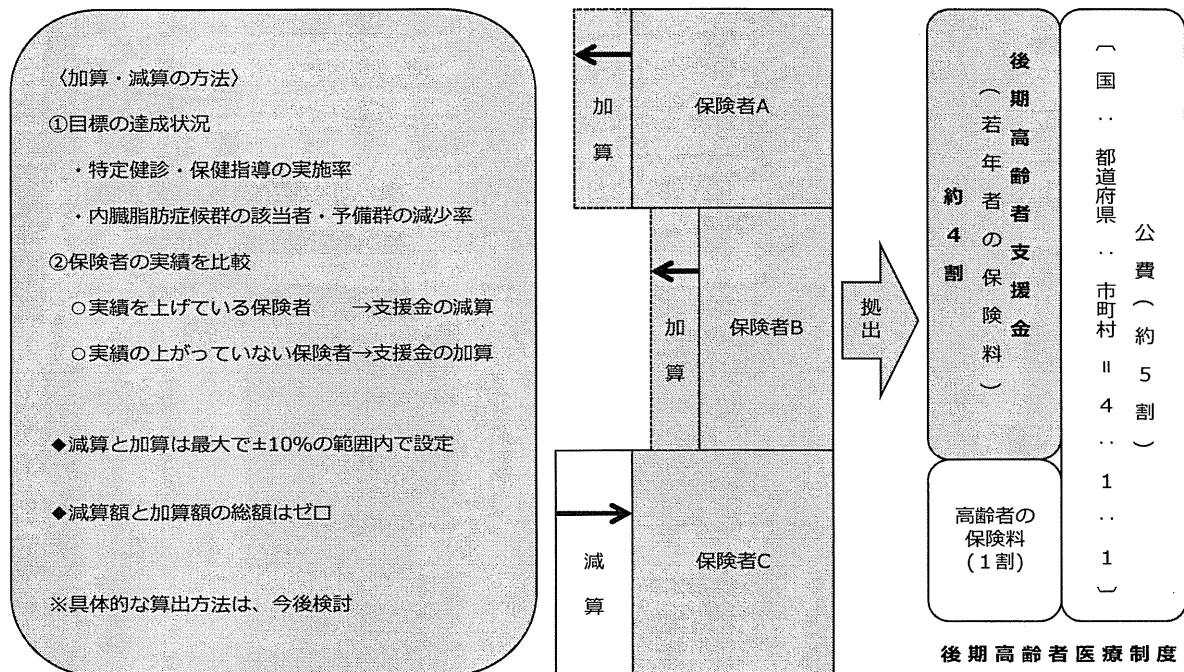 〈加算・減算の方法〉
①目標の達成状況
・特定健診・保健指導の実施率
・内臓脂肪症候群の該当者・予備群の減少率
②保険者の実績を比較
○実績を上げている保険者　→支援金の減算
○実績の上がっていない保険者→支援金の加算
◆減算と加算は最大で±10%の範囲内で設定
◆減算額と加算額の総額はゼロ
※具体的な算出方法は、今後検討
加算
保険者A
加算
保険者B
減算
保険者C
拠出
後期高齢者支援金
（若年者の保険料）
約4割
高齢者の
保険料
(１割)
公費（約5割）
〔国：都道府県：市町村＝4：1：1〕
後期高齢者医療制度